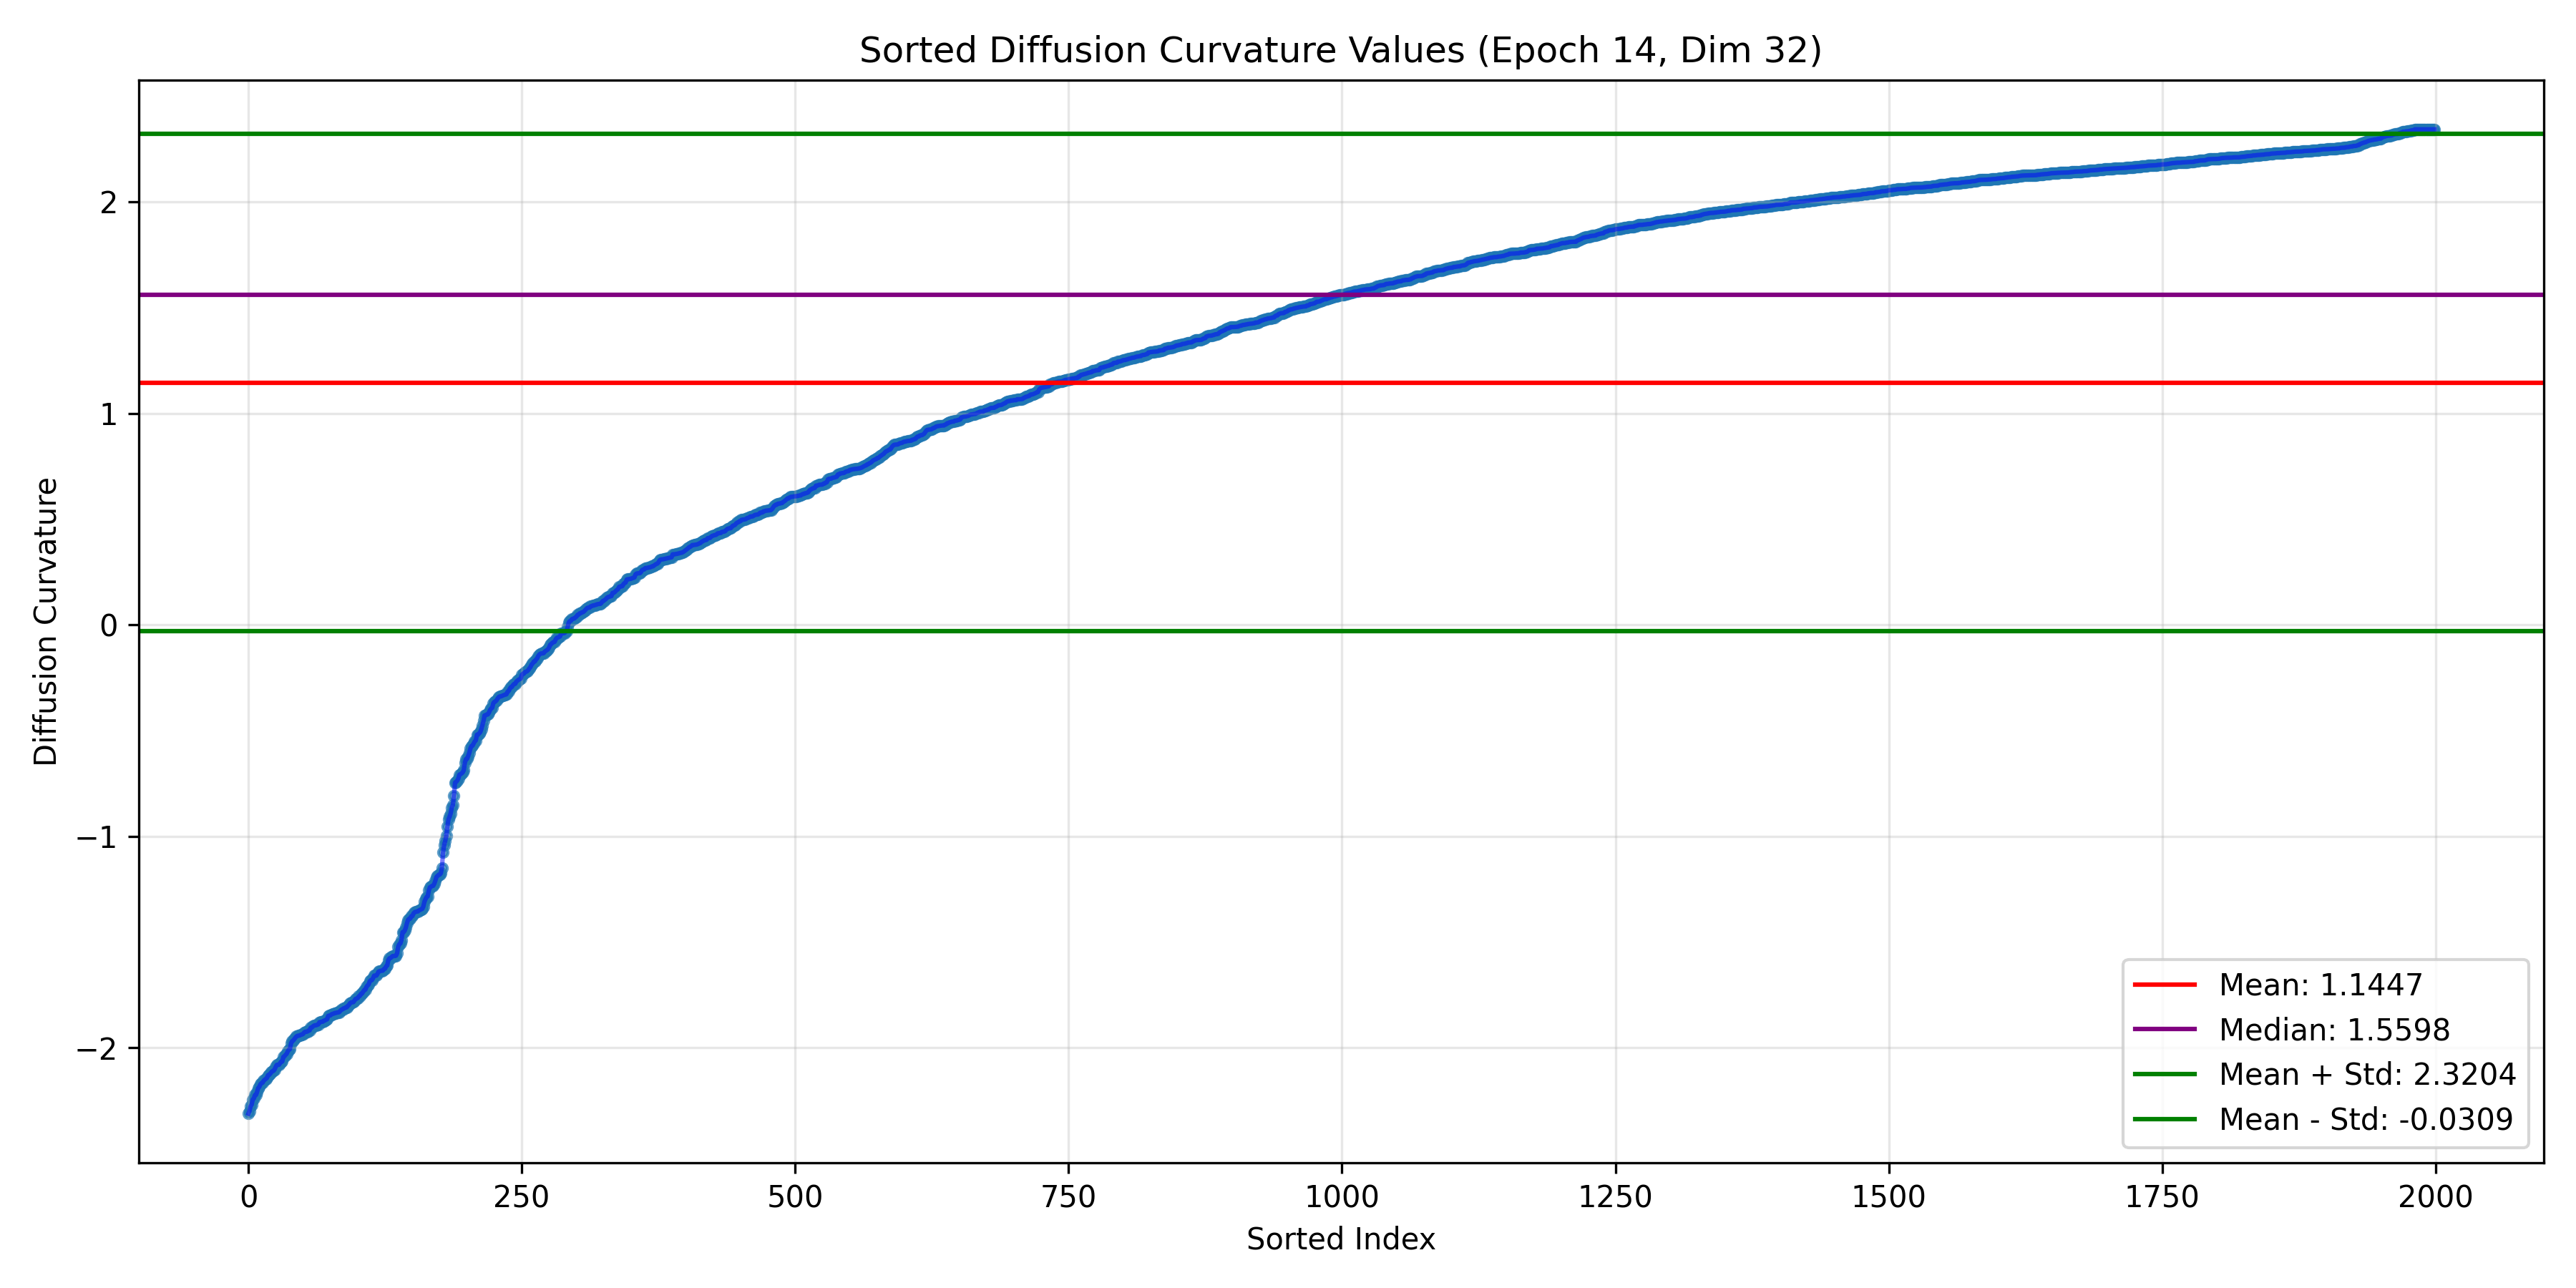 Sorted Diffusion Curvature Values (Epoch 14, Dim 32)
Diffusion Curvature
2
1
0
−1
−2
0 250 500 750 1000 1250 1500 1750 2000
Sorted Index
Mean: 1.1447
Median: 1.5598
Mean + Std: 2.3204
Mean - Std: -0.0309